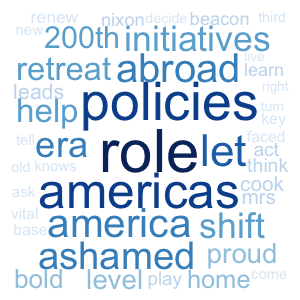 renew nixon decide beacon third
new 200th initiatives
live
retreat abroad learn
leads policies right
help turn
key
tell era role let faced
act
old knows think
ask americas cook
mrs
vital america shift
base
ashamed proud
bold level play home come